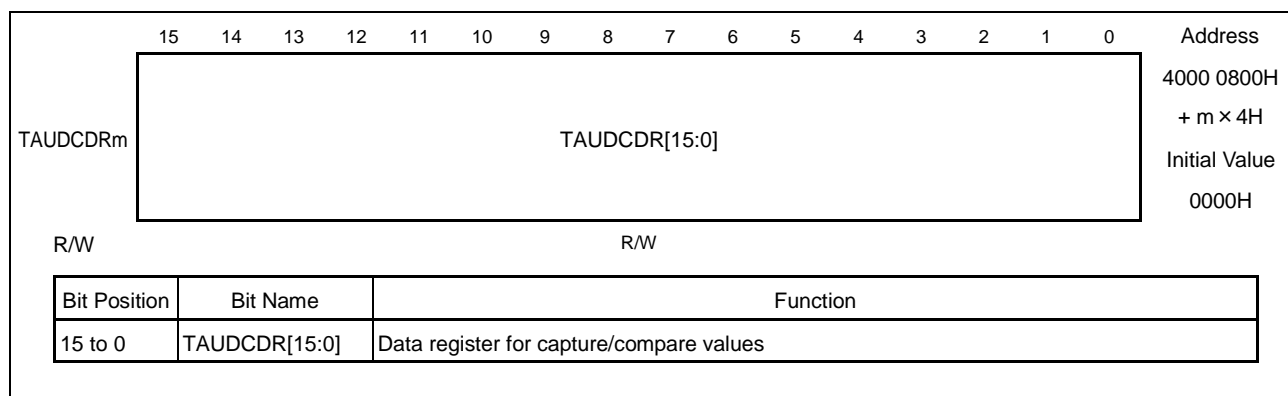 15 14 13 12 11 10 9 8 7 6 5 4 3 2 1 0 Address
4000 0800H
+ m × 4H
TAUDCDRm TAUDCDR[15:0]
Initial Value
0000H
R/W R/W
Bit Position Bit Name Function
15 to 0 TAUDCDR[15:0] Data register for capture/compare values